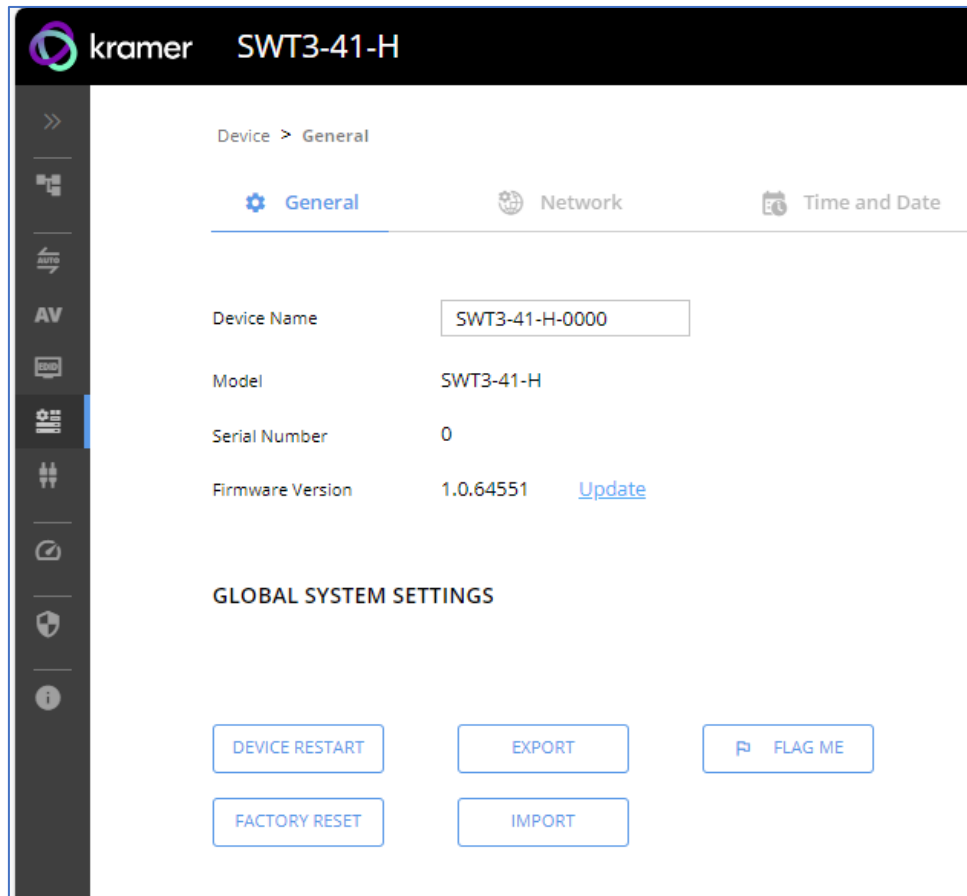 kramer SWT3-41-H
Device > General
General Network Time and Date
AUTO
AV
EDID
Device Name SWT3-41-H-0000
Model SWT3-41-H
Serial Number 0
Firmware Version 1.0.64551 Update
GLOBAL SYSTEM SETTINGS
DEVICE RESTART EXPORT FLAG ME
FACTORY RESET IMPORT